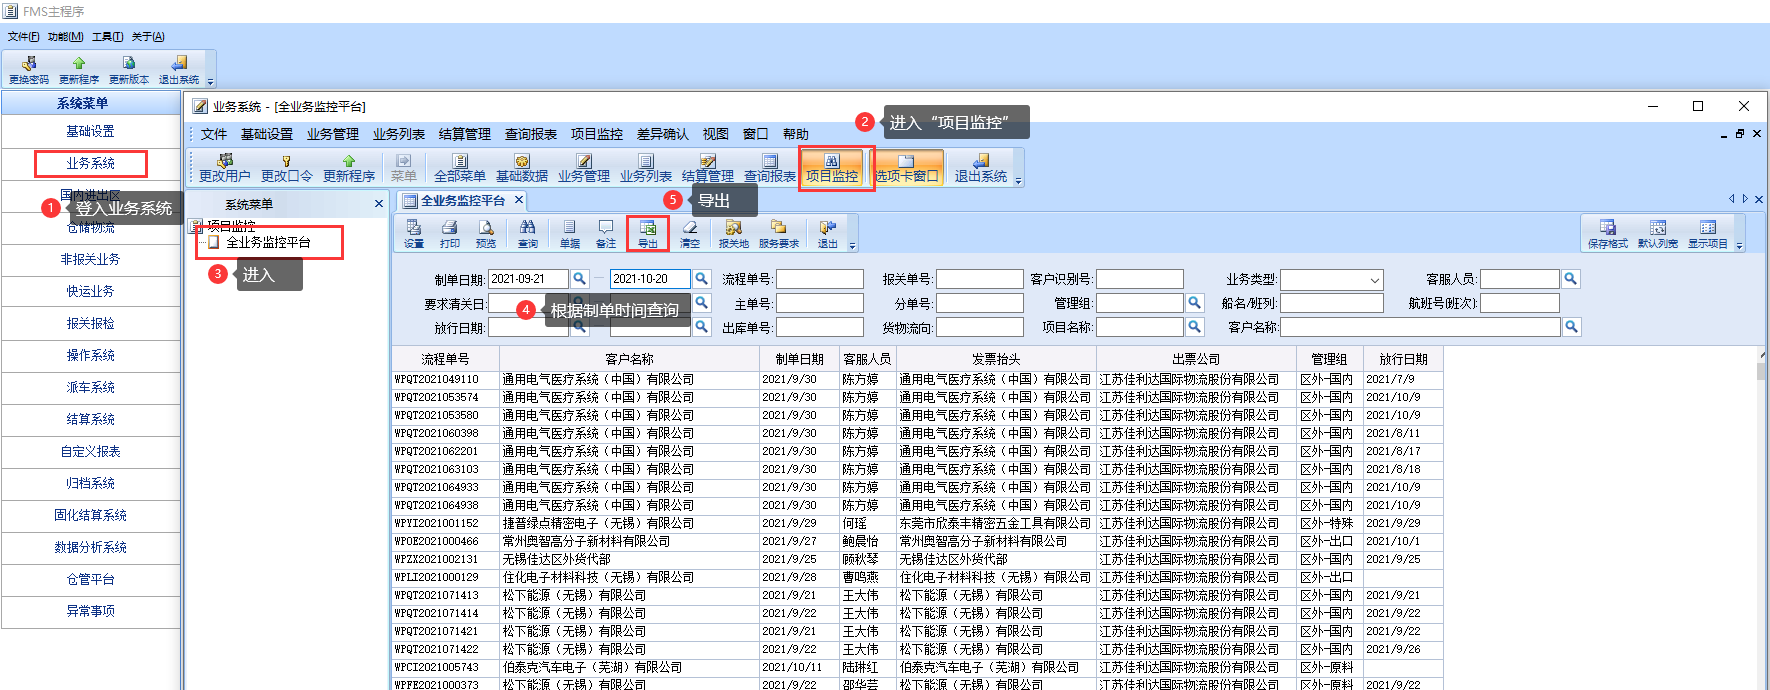 FMS主程序
文件(F) 功能(M) 工具(T) 关于(A)
更换密码 更新程序 更新版本 退出系统
系统菜单
基础设置
业务系统
国内进出区
仓储物流
非报关业务
快运业务
报关报检
操作系统
派车系统
结算系统
自定义报表
归档系统
固化结算系统
数据分析系统
仓管平台
异常事项
1 登入业务系统
业务系统 - [全业务监控平台]
文件 基础设置 业务管理 业务列表 结算管理 查询报表 项目监控 差异确认 视图 窗口 帮助
2 进入“项目监控”
更改用户 更改口令 更新程序 菜单 全部菜单 基础数据 业务管理 业务列表 结算管理 查询报表 项目监控 选项卡窗口 退出系统
系统菜单
项目监控
全业务监控平台
3 进入
全业务监控平台
5 导出
设置 打印 预览 查询 单据 备注 导出 清空 报关地 服务要求 退出
保存格式 默认列宽 显示项目
制单日期: 2021-09-21 — 2021-10-20 流程单号: 报关单号: 客户识别号: 业务类型: 客服人员:
要求清关日: 主单号: 分单号: 管理组: 船名/班列: 航班号(班次):
4 根据制单时间查询
放行日期: 出库单号: 货物流向: 项目名称: 客户名称:
流程单号 客户名称 制单日期 客服人员 发票抬头 出票公司 管理组 放行日期
WPQT2021049110 通用电气医疗系统（中国）有限公司 2021/9/30 陈方婷 通用电气医疗系统（中国）有限公司 江苏佳利达国际物流股份有限公司 区外-国内 2021/7/9
WPQT2021053574 通用电气医疗系统（中国）有限公司 2021/9/30 陈方婷 通用电气医疗系统（中国）有限公司 江苏佳利达国际物流股份有限公司 区外-国内 2021/10/9
WPQT2021053580 通用电气医疗系统（中国）有限公司 2021/9/30 陈方婷 通用电气医疗系统（中国）有限公司 江苏佳利达国际物流股份有限公司 区外-国内 2021/10/9
WPQT2021060398 通用电气医疗系统（中国）有限公司 2021/9/30 陈方婷 通用电气医疗系统（中国）有限公司 江苏佳利达国际物流股份有限公司 区外-国内 2021/8/11
WPQT2021062201 通用电气医疗系统（中国）有限公司 2021/9/30 陈方婷 通用电气医疗系统（中国）有限公司 江苏佳利达国际物流股份有限公司 区外-国内 2021/8/17
WPQT2021063103 通用电气医疗系统（中国）有限公司 2021/9/30 陈方婷 通用电气医疗系统（中国）有限公司 江苏佳利达国际物流股份有限公司 区外-国内 2021/8/18
WPQT2021064933 通用电气医疗系统（中国）有限公司 2021/9/30 陈方婷 通用电气医疗系统（中国）有限公司 江苏佳利达国际物流股份有限公司 区外-国内 2021/10/9
WPQT2021064938 通用电气医疗系统（中国）有限公司 2021/9/30 陈方婷 通用电气医疗系统（中国）有限公司 江苏佳利达国际物流股份有限公司 区外-国内 2021/10/9
WPYI2021001152 捷普绿点精密电子（无锡）有限公司 2021/9/29 何瑶 东莞市欣泰丰精密五金工具有限公司 江苏佳利达国际物流股份有限公司 区外-特殊 2021/9/29
WPOE2021000466 常州奥智高分子新材料有限公司 2021/9/27 鲍晨怡 常州奥智高分子新材料有限公司 江苏佳利达国际物流股份有限公司 区外-出口 2021/10/1
WPZX2021002131 无锡佳达区外货代部 2021/9/25 顾秋琴 无锡佳达区外货代部 江苏佳利达国际物流股份有限公司 区外-国内 2021/9/25
WPLI2021000129 住化电子材料科技（无锡）有限公司 2021/9/28 曹鸣燕 住化电子材料科技（无锡）有限公司 江苏佳利达国际物流股份有限公司 区外-出口
WPQT2021071413 松下能源（无锡）有限公司 2021/9/21 王大伟 松下能源（无锡）有限公司 江苏佳利达国际物流股份有限公司 区外-国内 2021/9/21
WPQT2021071414 松下能源（无锡）有限公司 2021/9/22 王大伟 松下能源（无锡）有限公司 江苏佳利达国际物流股份有限公司 区外-国内 2021/9/22
WPQT2021071421 松下能源（无锡）有限公司 2021/9/21 王大伟 松下能源（无锡）有限公司 江苏佳利达国际物流股份有限公司 区外-国内 2021/9/22
WPQT2021071422 松下能源（无锡）有限公司 2021/9/22 王大伟 松下能源（无锡）有限公司 江苏佳利达国际物流股份有限公司 区外-国内 2021/9/26
WPCI2021005743 伯泰克汽车电子（芜湖）有限公司 2021/10/11 陆琳红 伯泰克汽车电子（芜湖）有限公司 江苏佳利达国际物流股份有限公司 区外-原料
WPFE2021000373 松下能源（无锡）有限公司 2021/9/22 邵华芸 松下能源（无锡）有限公司 江苏佳利达国际物流股份有限公司 区外-原料 2021/9/22